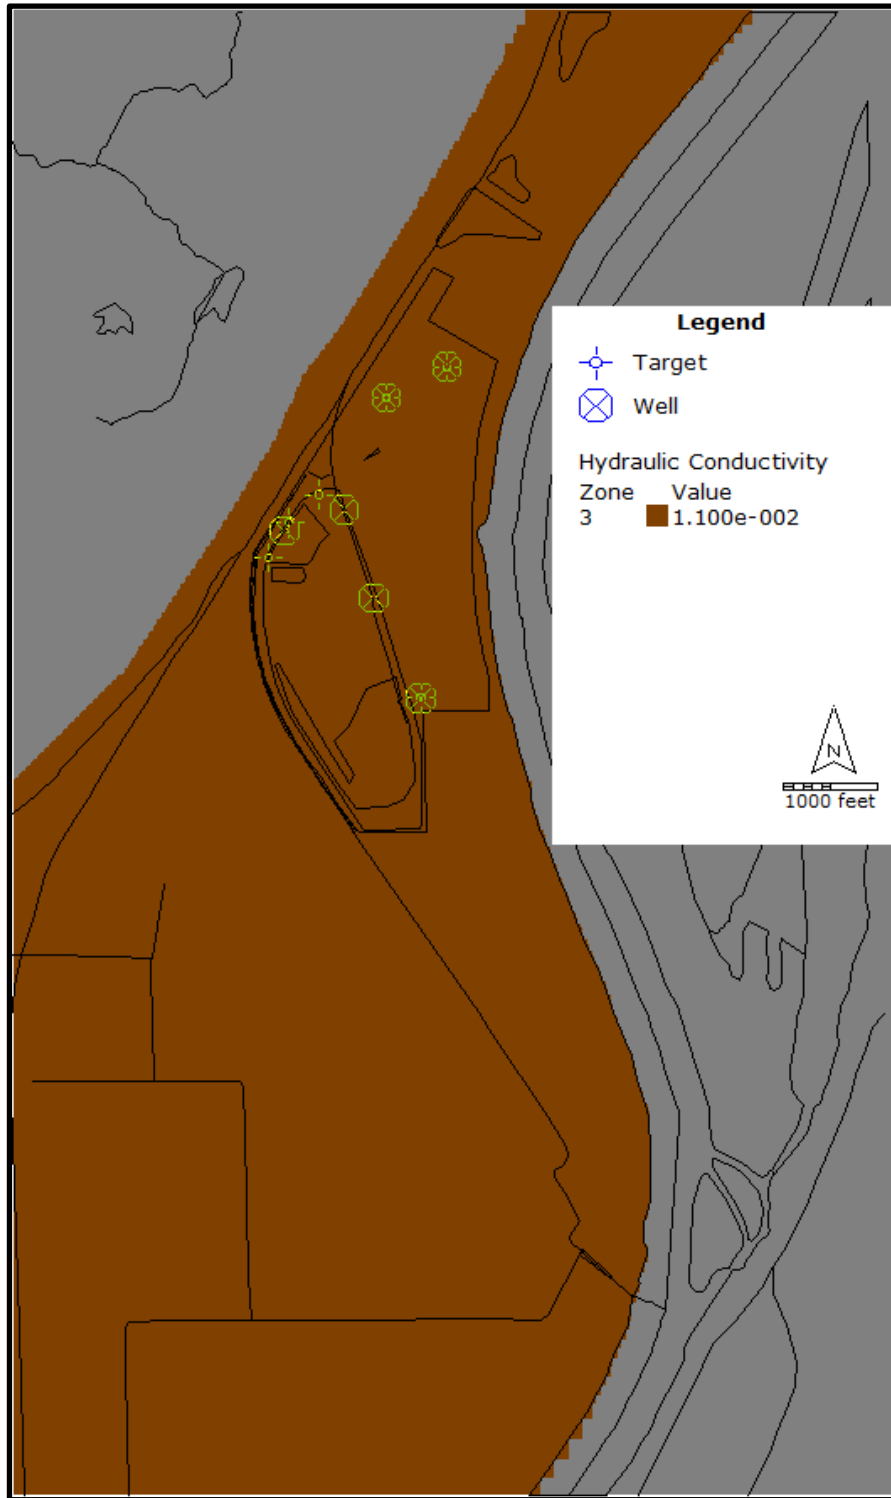 Legend
Target
Well
Hydraulic Conductivity
Zone Value
3 1.100e-002
N
1000 feet